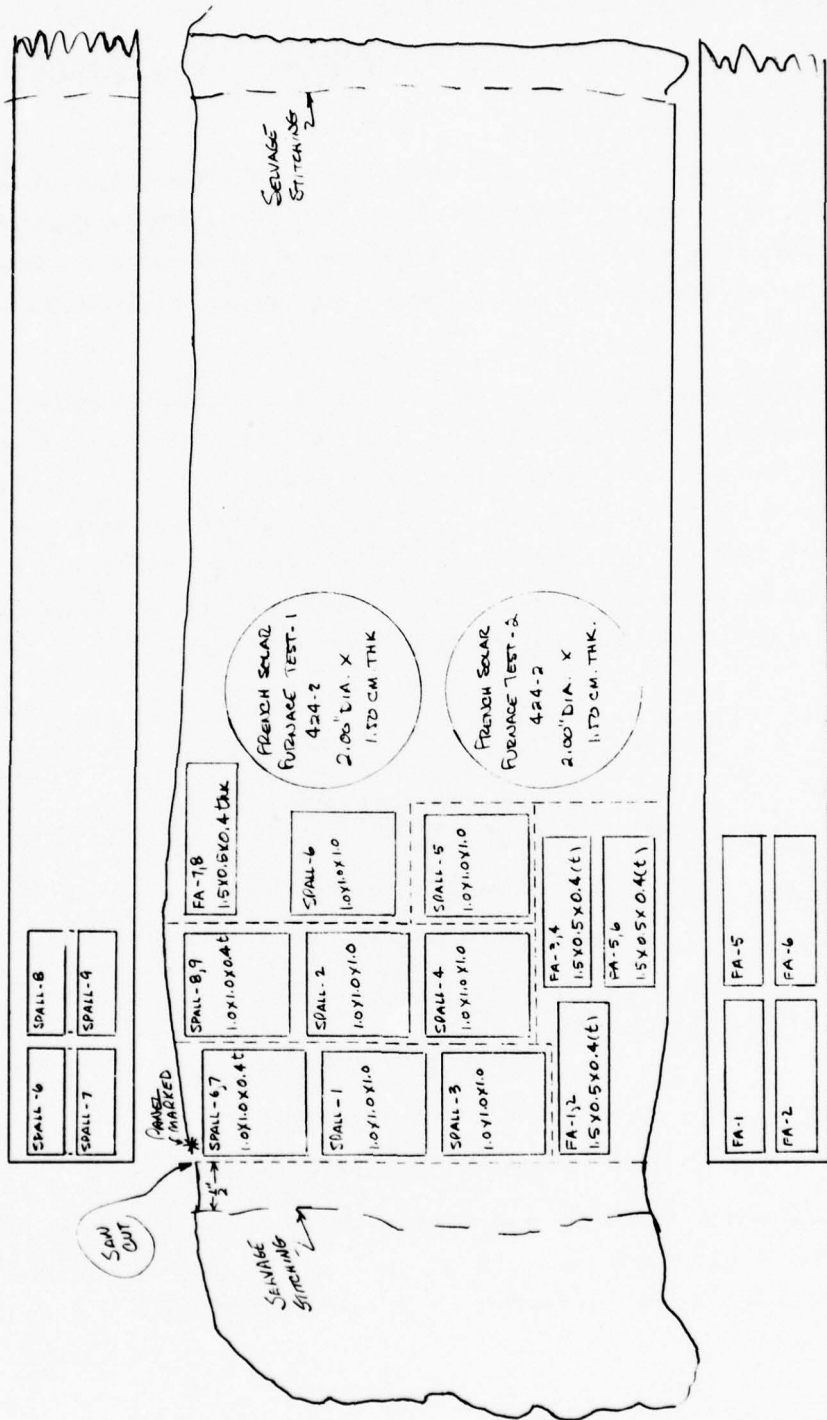 SPALL-6
SPALL-8
SPALL-7
SPALL-9
SAW
CUT
PANEL
MARKED
1/2"
SELVAGE
STITCHING
SELVAGE
STITCHING
SPALL-6,7
1.0X1.0X0.4t
SPALL-8,9
1.0X1.0X0.4t
FA-7,8
1.5X0.5X0.4 thk
SPALL-1
1.0X1.0X1.0
SPALL-2
1.0X1.0X1.0
SPALL-6
1.0X1.0X1.0
SPALL-3
1.0X1.0X1.0
SPALL-4
1.0X1.0X1.0
SPALL-5
1.0X1.0X1.0
FA-1,2
1.5X0.5X0.4(t)
FA-3,4
1.5X0.5X0.4(t)
FA-5,6
1.5X0.5X0.4(t)
FRENCH SOLAR
FURNACE TEST-1
424-2
2.00" DIA. X
1.50 CM. THK
FRENCH SOLAR
FURNACE TEST-2
424-2
2.00" DIA. X
1.50 CM. THK.
FA-1
FA-5
FA-2
FA-6